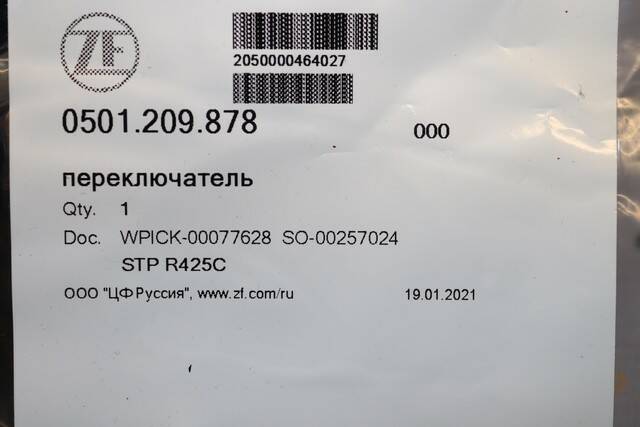 ZF
2050000464027
0501.209.878 000
переключатель
Qty. 1
Doc. WPICK-00077628 SO-00257024
STP R425C
ООО "ЦФ Руссия", www.zf.com/ru 19.01.2021